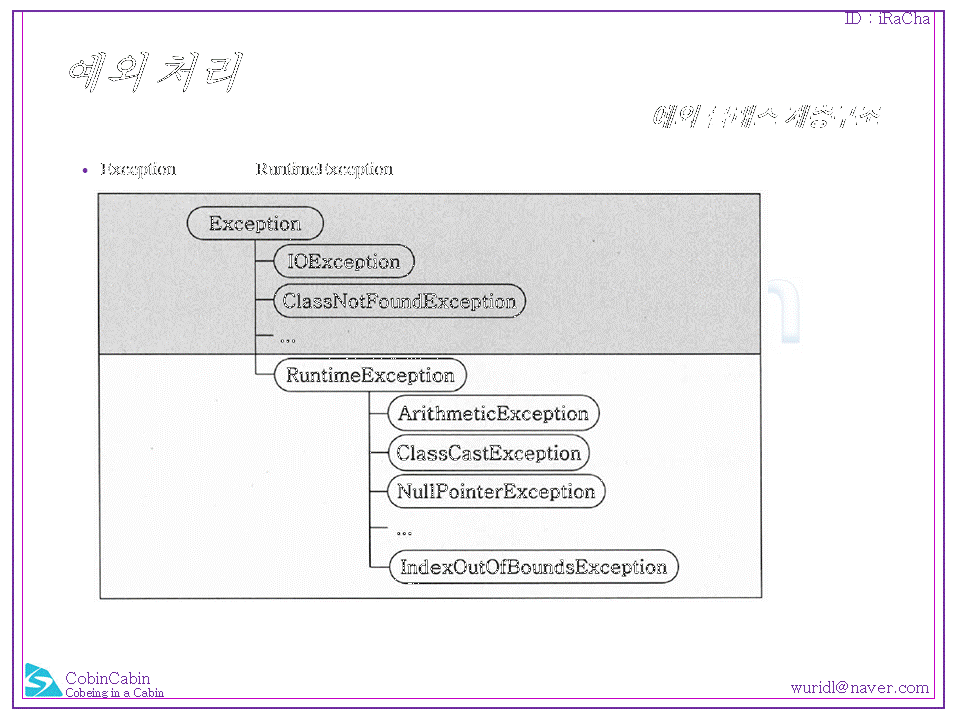 ID : iRaCha
예외 처리
예외 클래스 계층구조
• Exception RuntimeException
Exception
IOException
ClassNotFoundException
...
RuntimeException
ArithmeticException
ClassCastException
NullPointerException
...
IndexOutOfBoundsException
CobinCabin
Cobeing in a Cabin
wuridl@naver.com